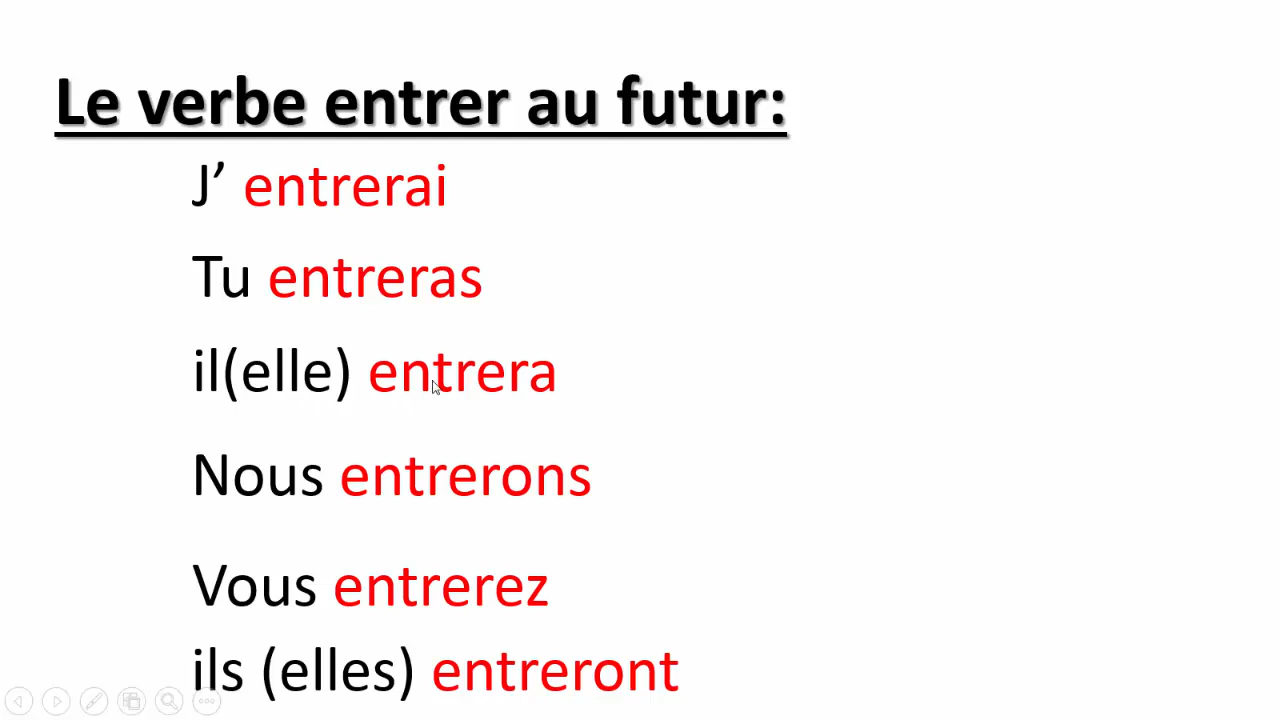 Le verbe entrer au futur:
J’ entrerai
Tu entreras
il(elle) entrera
Nous entrerons
Vous entrerez
ils (elles) entreront